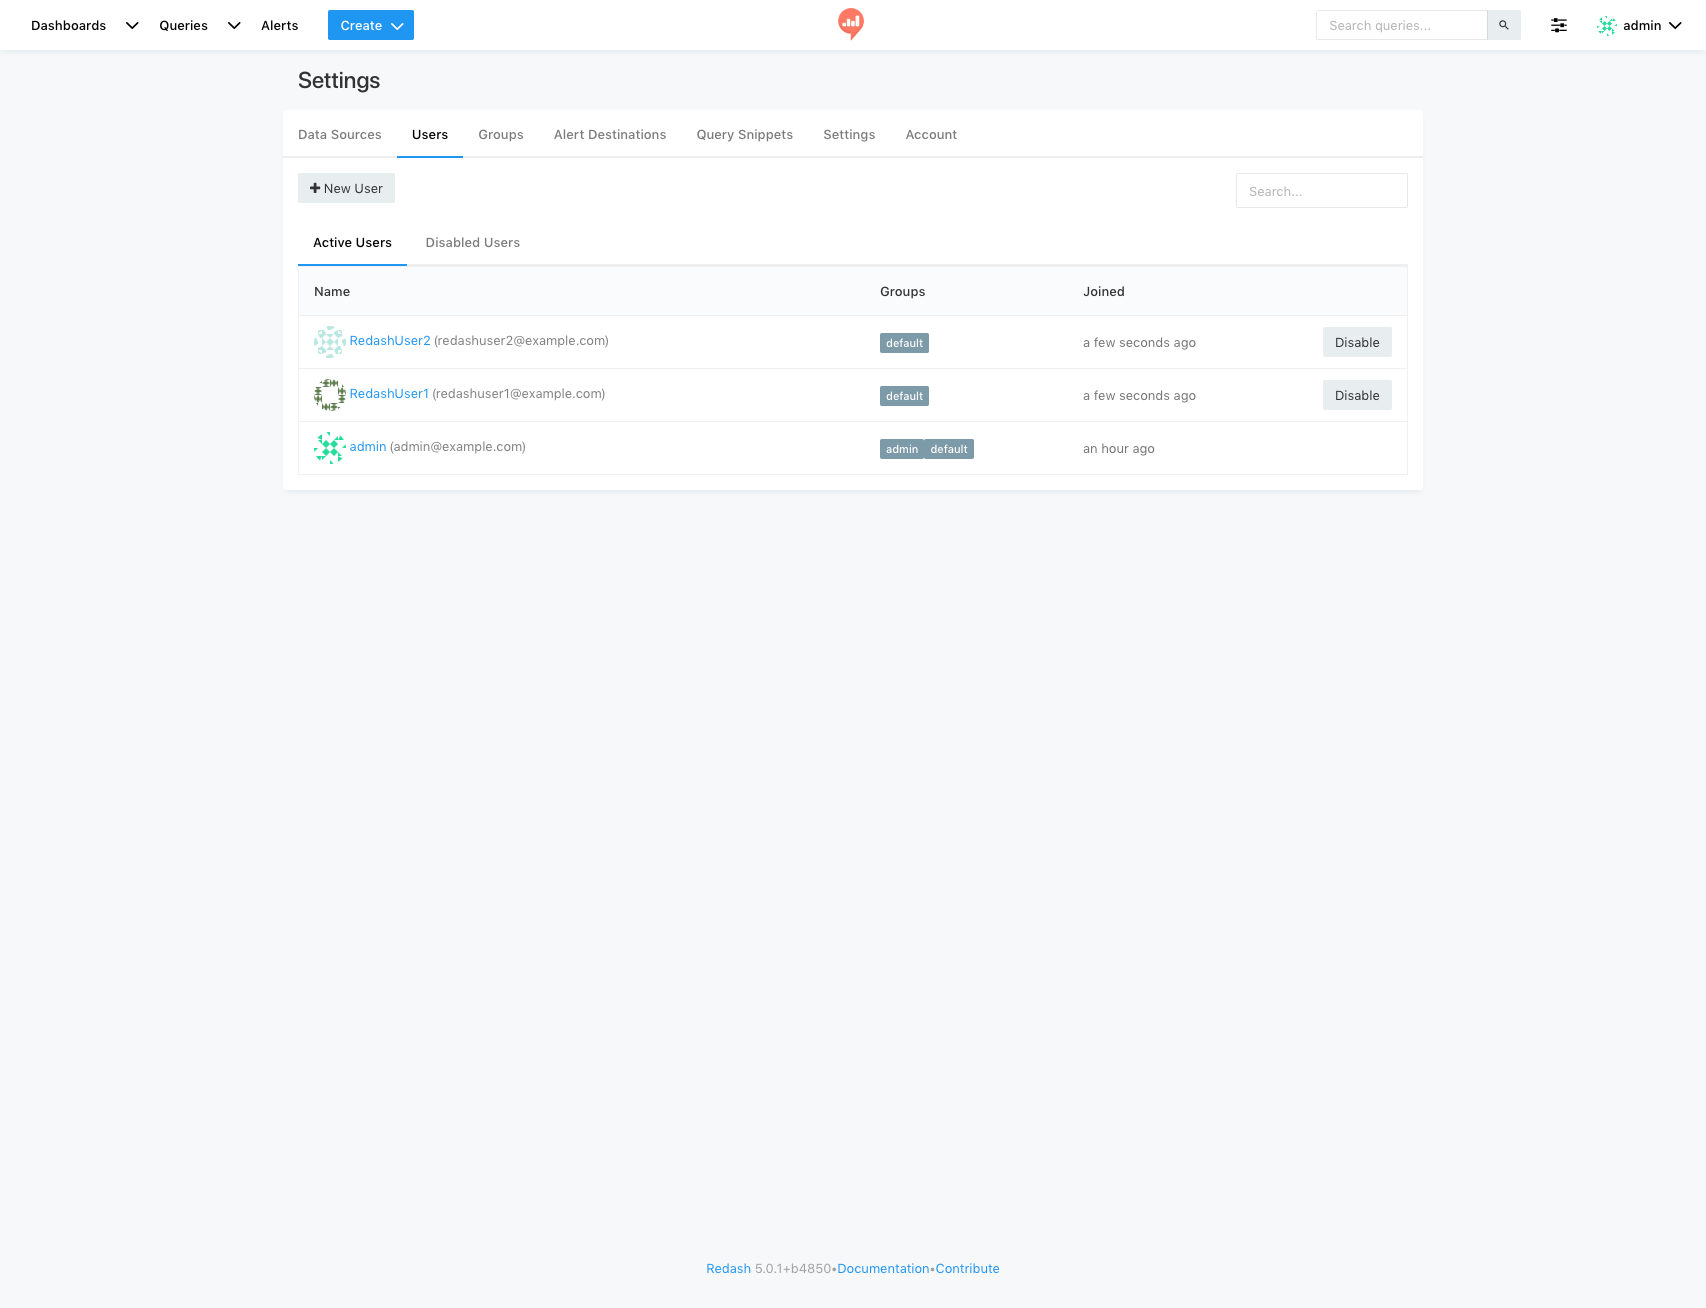 Dashboards Queries Alerts Create Search queries... admin
Settings
Data Sources Users Groups Alert Destinations Query Snippets Settings Account
New User Search...
Active Users Disabled Users
Name Groups Joined
RedashUser2 (redashuser2@example.com) default a few seconds ago Disable
RedashUser1 (redashuser1@example.com) default a few seconds ago Disable
admin (admin@example.com) admin default an hour ago
Redash 5.0.1+b4850•Documentation•Contribute